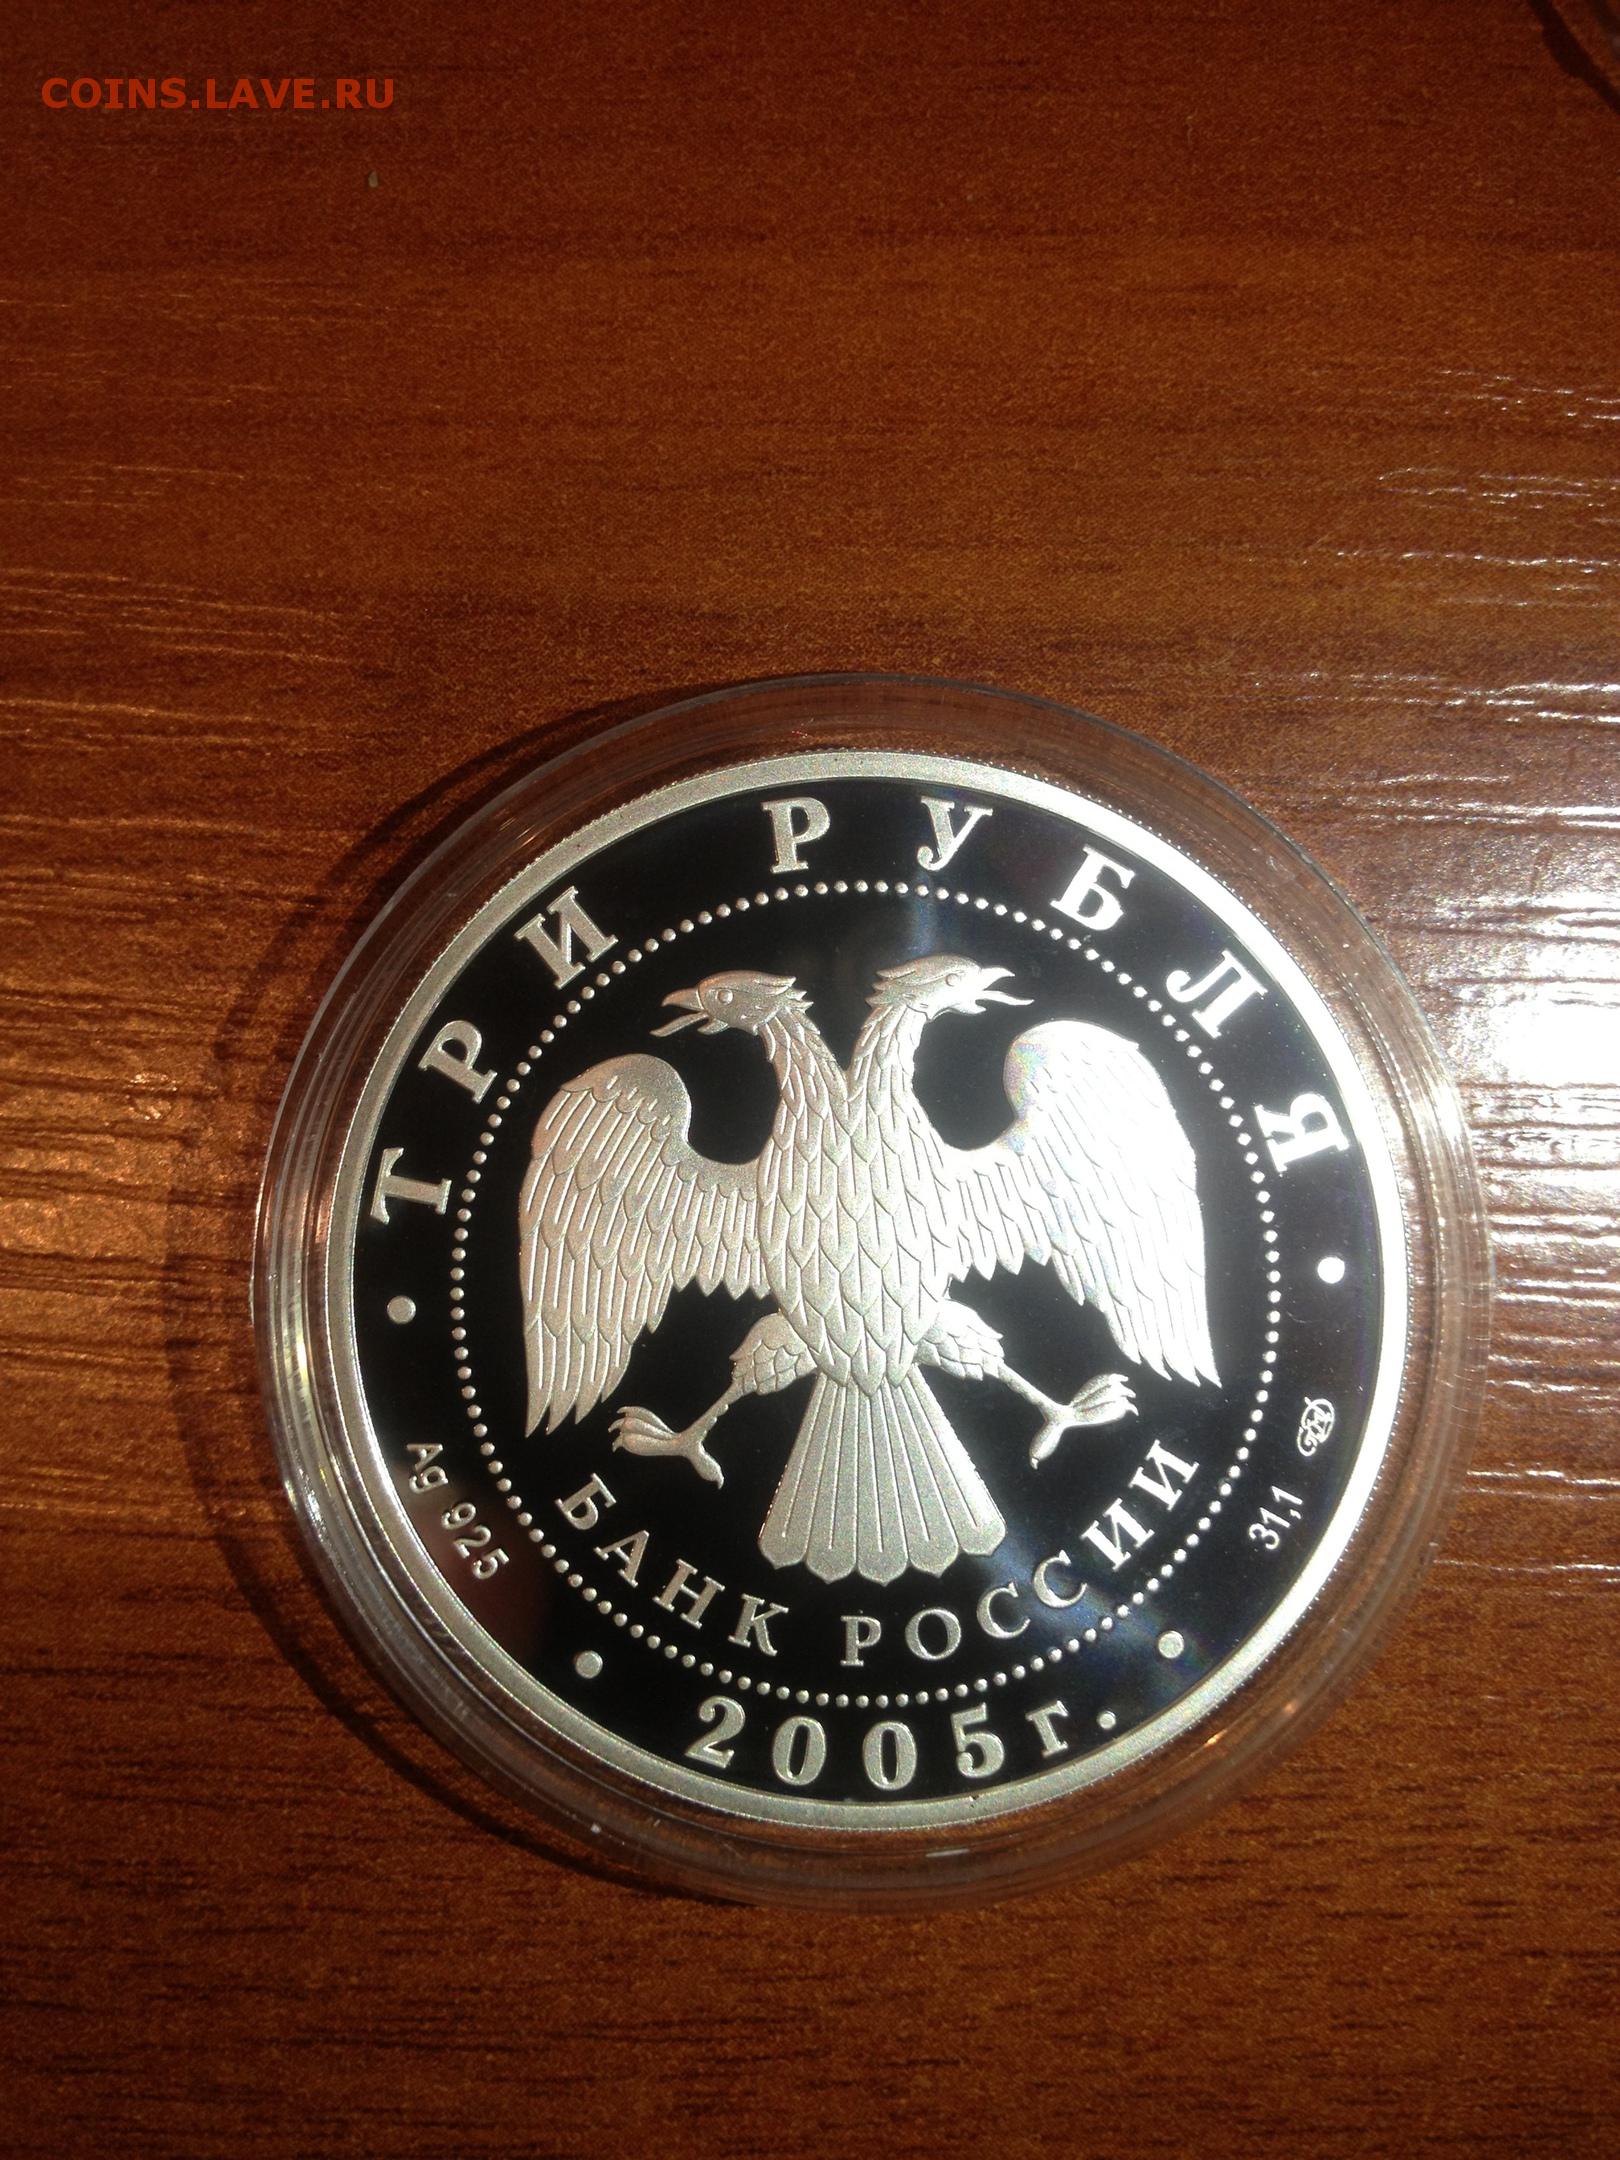 COINS.LAVE.RU
ТРИ РУБЛЯ
Ag 925
БАНК РОССИИ
31,1
2005г.